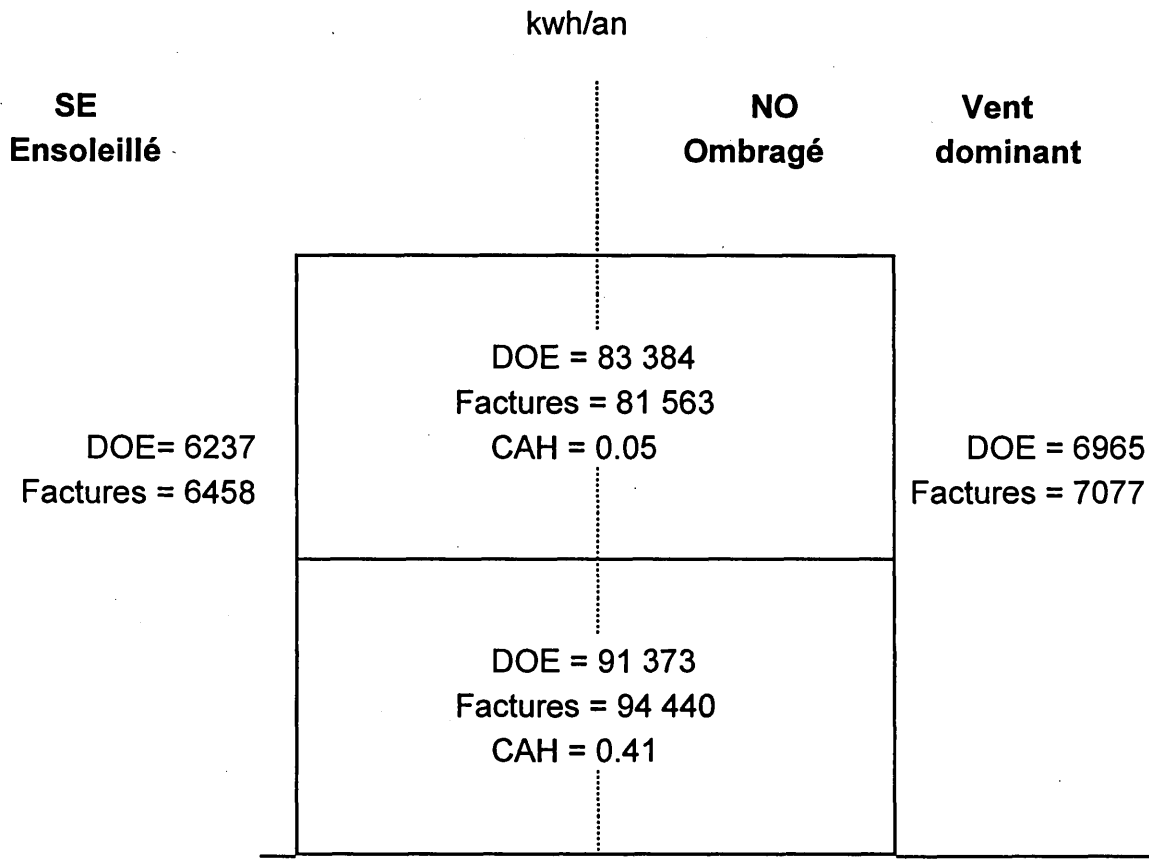 kwh/an
SE
Ensoleillé
NO
Ombragé
Vent
dominant
DOE = 83 384
Factures = 81 563
CAH = 0.05
DOE= 6237
Factures = 6458
DOE = 6965
Factures = 7077
DOE = 91 373
Factures = 94 440
CAH = 0.41